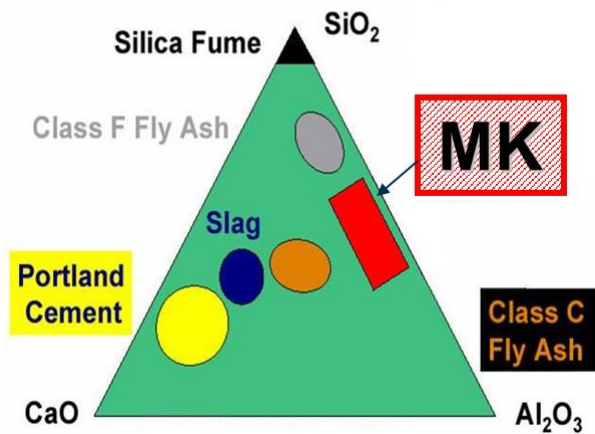 SiO₂
Silica Fume
Class F Fly Ash
MK
Slag
Portland
Cement
Class C
Fly Ash
CaO
Al₂O₃